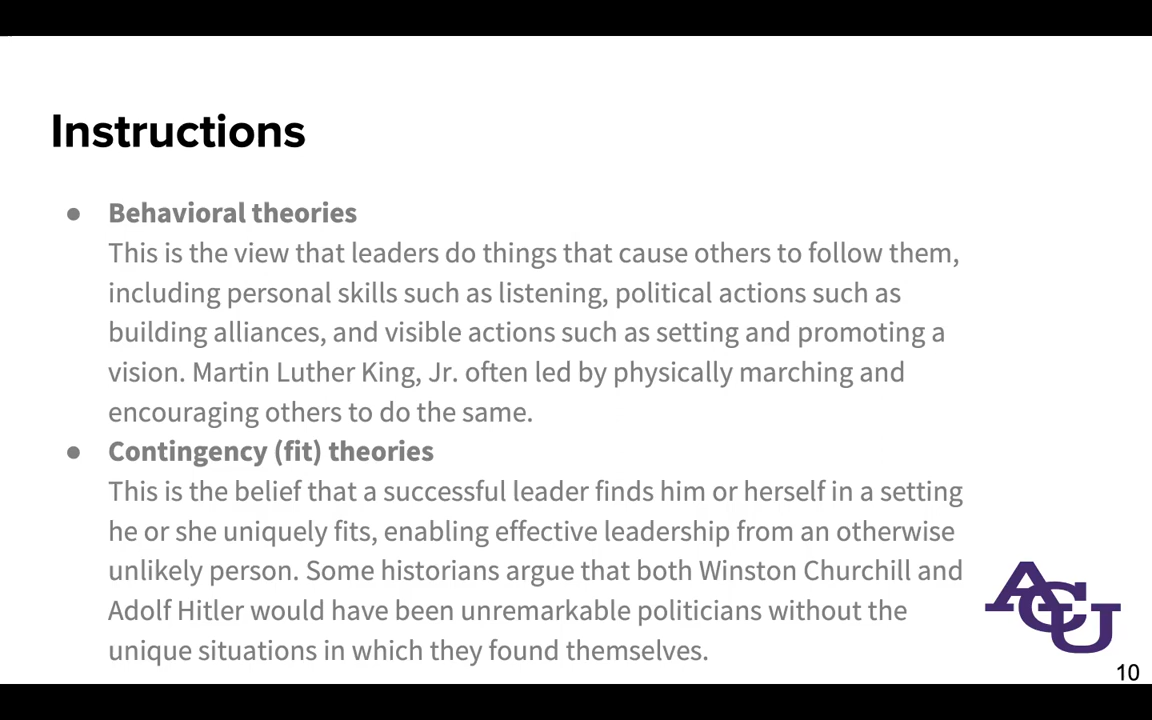 Instructions
● Behavioral theories
This is the view that leaders do things that cause others to follow them,
including personal skills such as listening, political actions such as
building alliances, and visible actions such as setting and promoting a
vision. Martin Luther King, Jr. often led by physically marching and
encouraging others to do the same.
● Contingency (fit) theories
This is the belief that a successful leader finds him or herself in a setting
he or she uniquely fits, enabling effective leadership from an otherwise
unlikely person. Some historians argue that both Winston Churchill and
Adolf Hitler would have been unremarkable politicians without the
unique situations in which they found themselves.
ACU
10